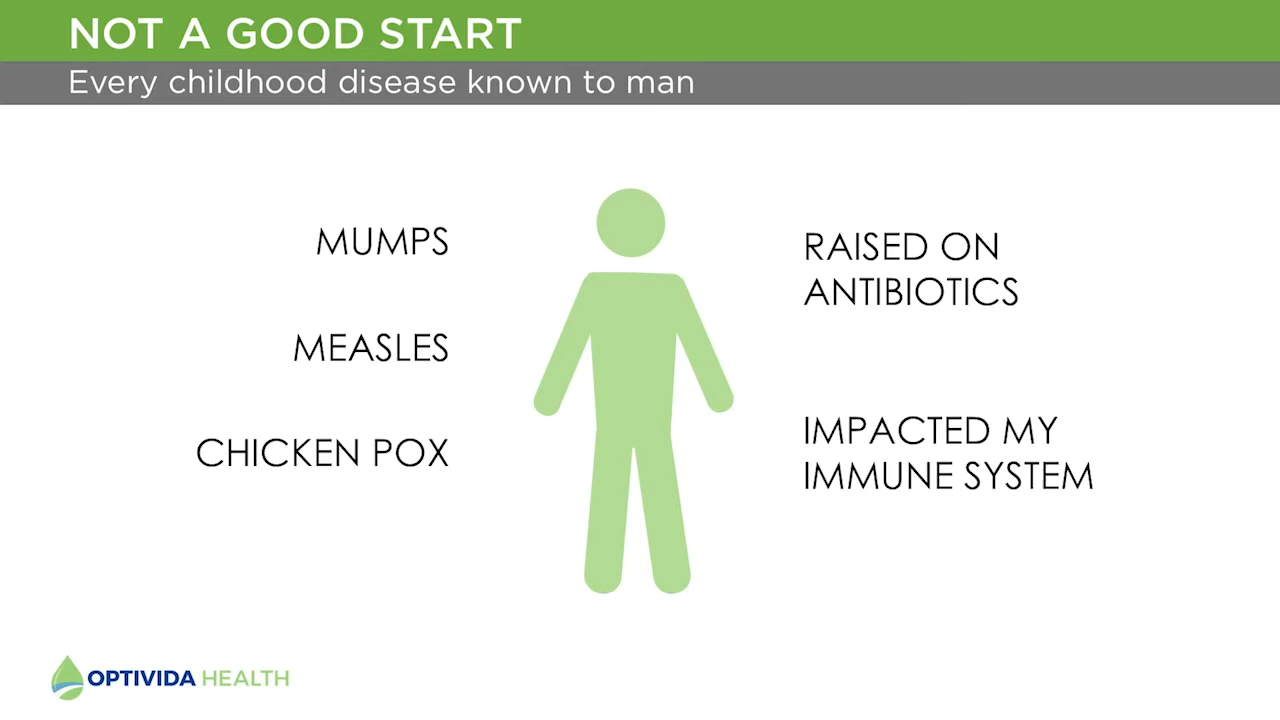 NOT A GOOD START
Every childhood disease known to man
MUMPS
MEASLES
CHICKEN POX
RAISED ON
ANTIBIOTICS
IMPACTED MY
IMMUNE SYSTEM
OPTIVIDA HEALTH